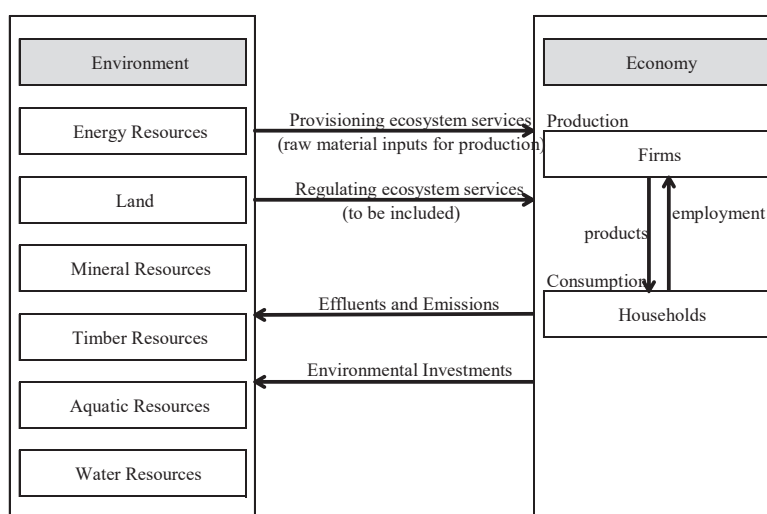 Environment
Energy Resources
Land
Mineral Resources
Timber Resources
Aquatic Resources
Water Resources
Provisioning ecosystem services
(raw material inputs for production)
Regulating ecosystem services
(to be included)
Effluents and Emissions
Environmental Investments
Economy
Production
Firms
products
employment
Consumption
Households